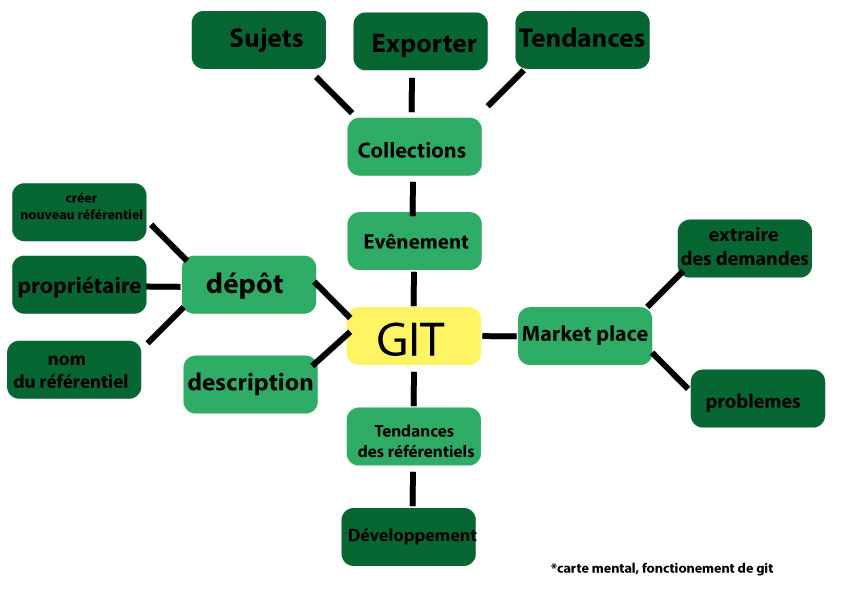 Sujets
Exporter
Tendances
Collections
créer
nouveau référentiel
Evênement
extraire
des demandes
propriétaire
dépôt
GIT
Market place
nom
du référentiel
description
problemes
Tendances
des référentiels
Développement
*carte mental, fonctionement de git